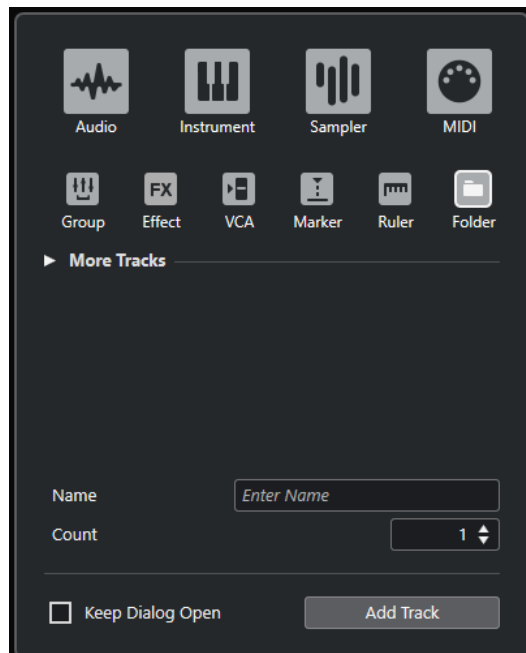 Audio Instrument Sampler MIDI
FX
Group Effect VCA Marker Ruler Folder
More Tracks
Name Enter Name
Count 1
Keep Dialog Open Add Track